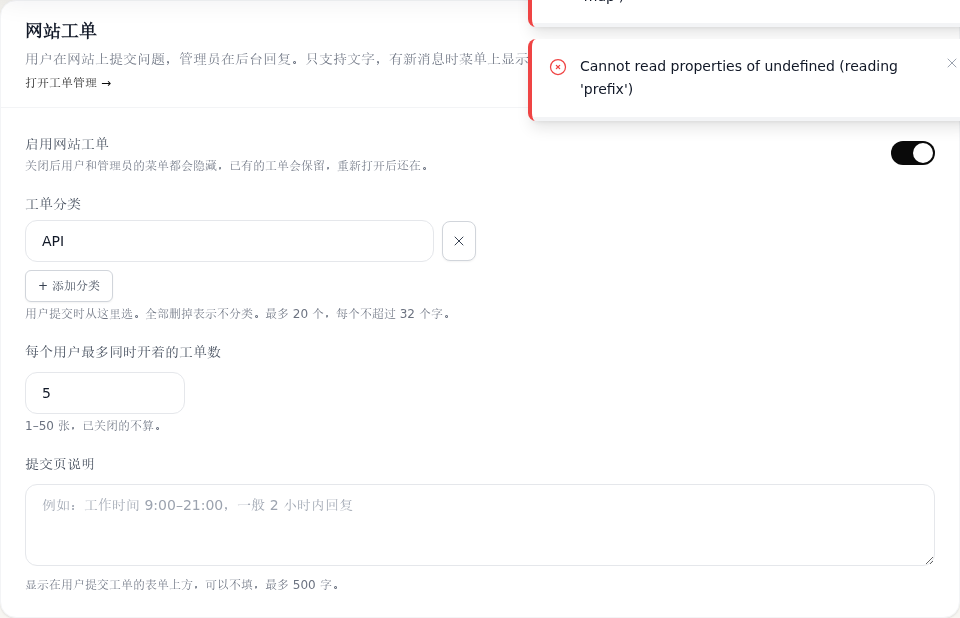 网站工单
用户在网站上提交问题，管理员在后台回复。只支持文字，有新消息时菜单上显示
打开工单管理 →
Cannot read properties of undefined (reading
'prefix')
启用网站工单
关闭后用户和管理员的菜单都会隐藏，已有的工单会保留，重新打开后还在。
工单分类
API
+ 添加分类
用户提交时从这里选。全部删掉表示不分类。最多 20 个，每个不超过 32 个字。
每个用户最多同时开着的工单数
5
1–50 张，已关闭的不算。
提交页说明
例如：工作时间 9:00–21:00，一般 2 小时内回复
显示在用户提交工单的表单上方，可以不填，最多 500 字。